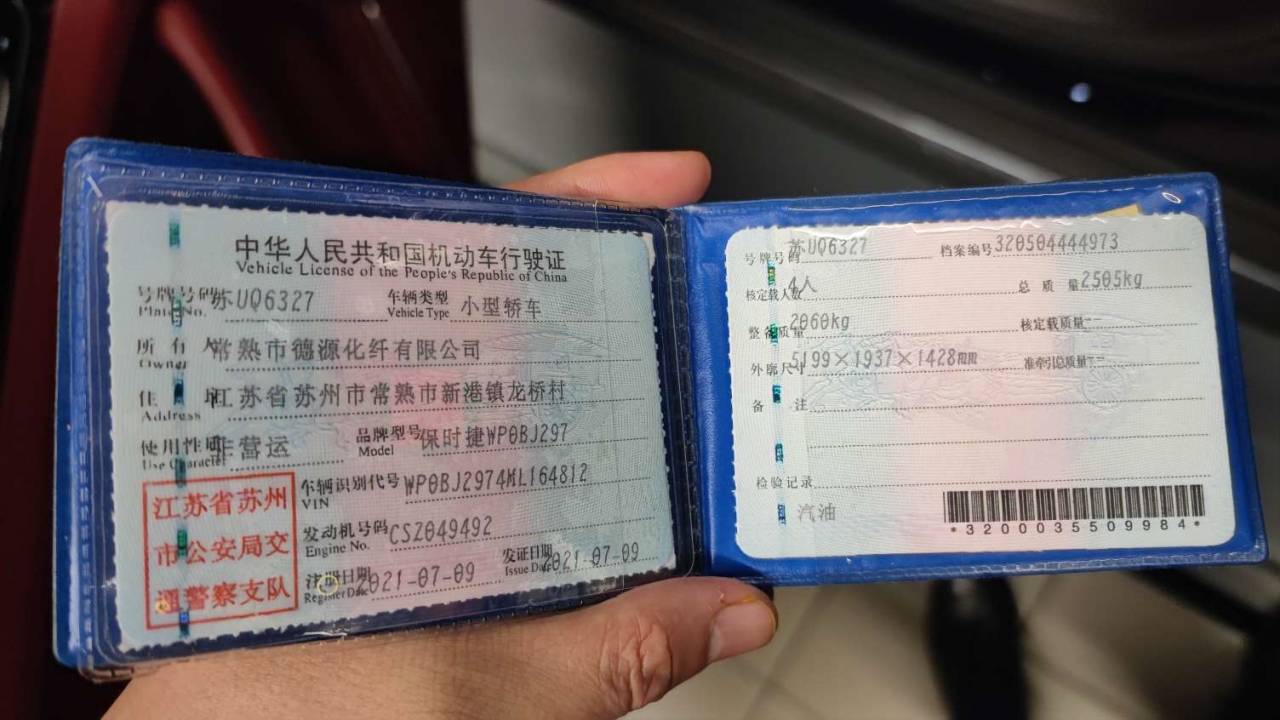 中华人民共和国机动车行驶证
Vehicle License of the People's Republic of China
号牌号码 苏UQ6327 车辆类型 小型轿车
Plate No. Vehicle Type
所有人 常熟市德源化纤有限公司
Owner
住址 江苏省苏州市常熟市新港镇龙桥村
Address
使用性质 非营运 品牌型号 保时捷WP0BJ297
Use Character Model
江苏省苏州
市公安局交
通警察支队
车辆识别代号 WP0BJ2974ML164812
VIN
发动机号码 CSZ049492
Engine No.
注册日期 2021-07-09 发证日期 2021-07-09
Register Date Issue Date
号牌号码 苏UQ6327 档案编号 320504444973
核定载人数 4人 总质量 2505kg
整备质量 2060kg 核定载质量 --
外廓尺寸 5199×1937×1428 准牵引总质量 --
备注
检验记录
汽油
*3200035509984*